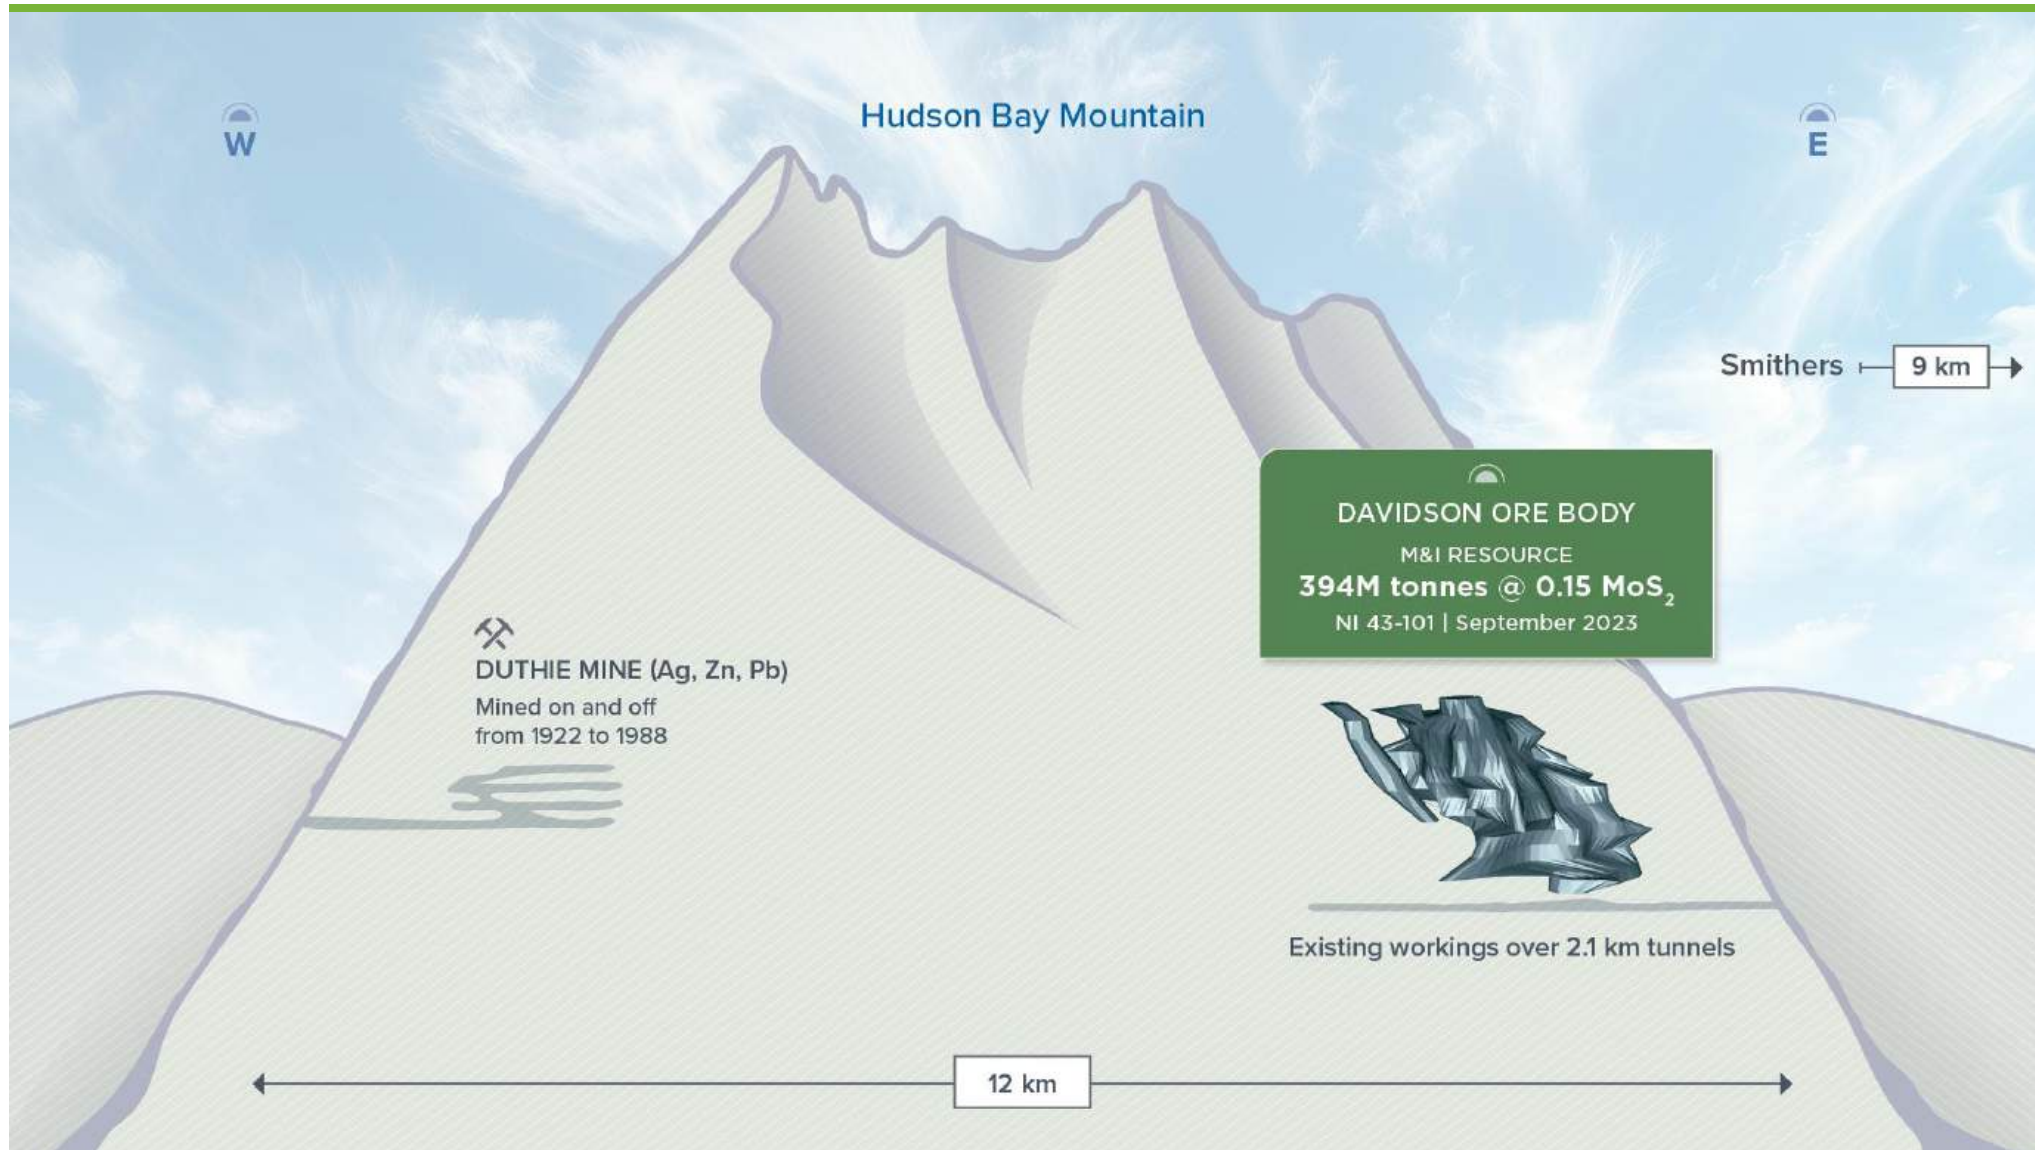 Hudson Bay Mountain
W
E
Smithers
9 km
DAVIDSON ORE BODY
M&I RESOURCE
394M tonnes @ 0.15 MoS₂
NI 43-101 | September 2023
DUTHIE MINE (Ag, Zn, Pb)
Mined on and off
from 1922 to 1988
Existing workings over 2.1 km tunnels
12 km